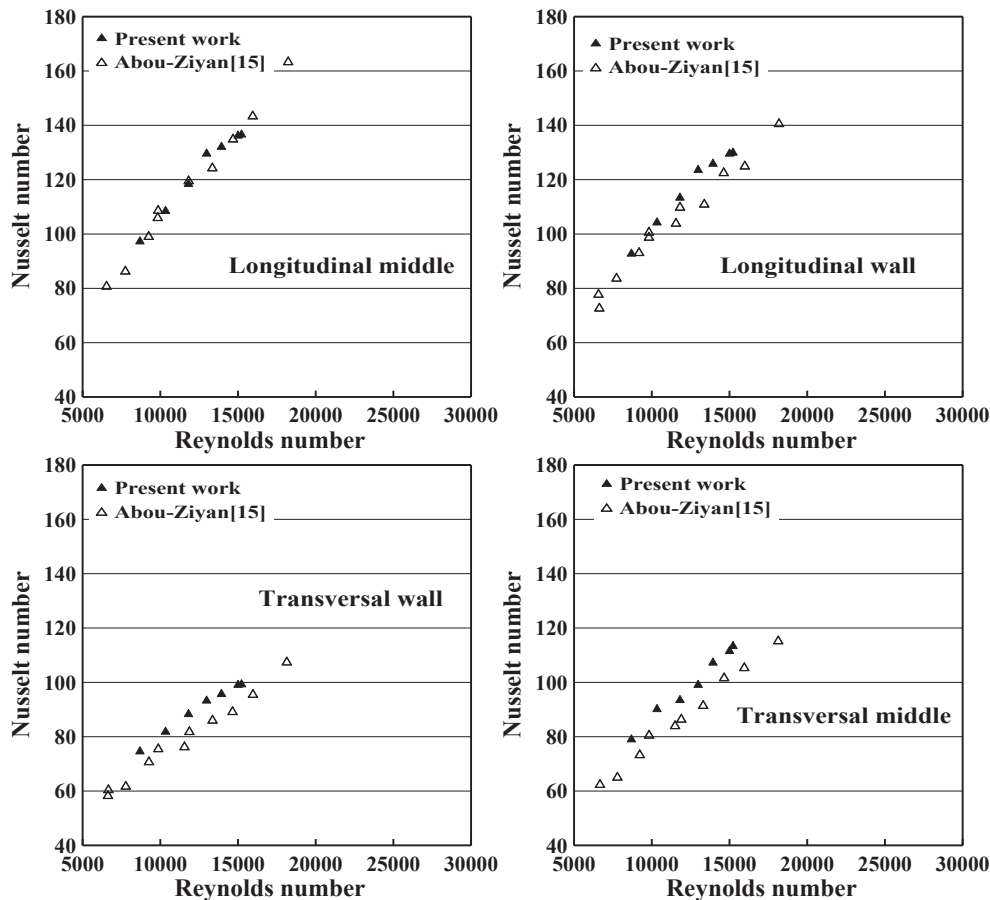 180
160
140
120
100
80
60
40
Nusselt number
Present work
Abou-Ziyan[15]
Longitudinal middle
5000 10000 15000 20000 25000 30000
Reynolds number
180
160
140
120
100
80
60
40
Nusselt number
Present work
Abou-Ziyan[15]
Longitudinal wall
5000 10000 15000 20000 25000 30000
Reynolds number
180
160
140
120
100
80
60
40
Nusselt number
Present work
Abou-Ziyan[15]
Transversal wall
5000 10000 15000 20000 25000 30000
Reynolds number
180
160
140
120
100
80
60
40
Nusselt number
Present work
Abou-Ziyan[15]
Transversal middle
5000 10000 15000 20000 25000 30000
Reynolds number